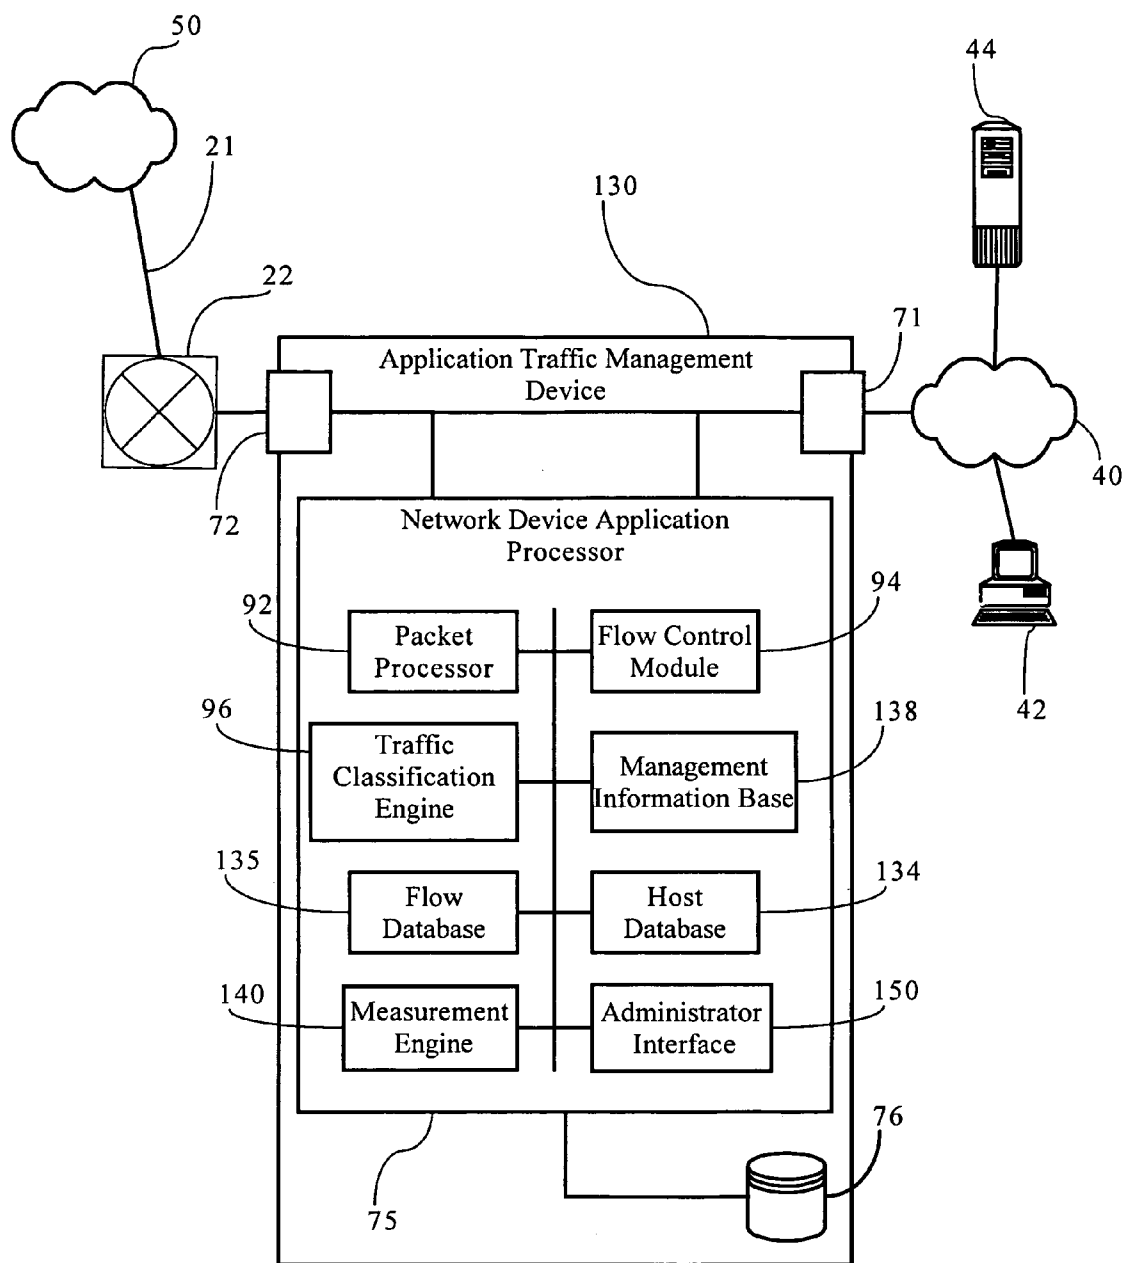 50
44
21
130
22
71
Application Traffic Management
Device
40
72
Network Device Application
Processor
92
94
Packet
Processor
Flow Control
Module
42
96
138
Traffic
Classification
Engine
Management
Information Base
135
134
Flow
Database
Host
Database
140
150
Measurement
Engine
Administrator
Interface
76
75